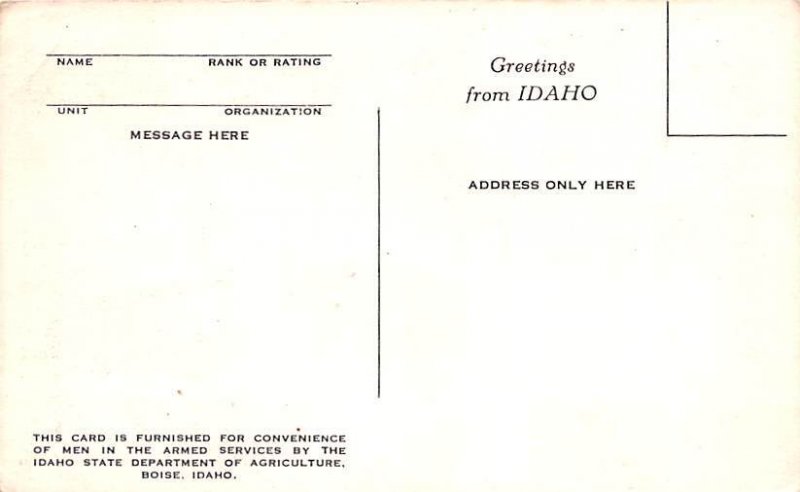 NAME RANK OR RATING
UNIT ORGANIZATION
MESSAGE HERE
THIS CARD IS FURNISHED FOR CONVENIENCE
OF MEN IN THE ARMED SERVICES BY THE
IDAHO STATE DEPARTMENT OF AGRICULTURE,
BOISE, IDAHO.
Greetings
from IDAHO
ADDRESS ONLY HERE